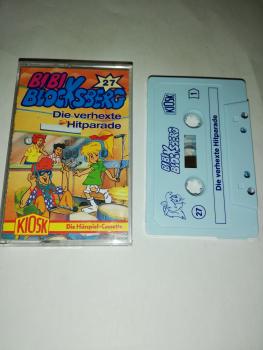 BIBI
BLOCKSBERG
27
Die verhexte
Hitparade
KIOSK
Die Hörspiel-Cassette
KIOSK
1
BIBI
BLOCKSBERG
Die verhexte Hitparade
27